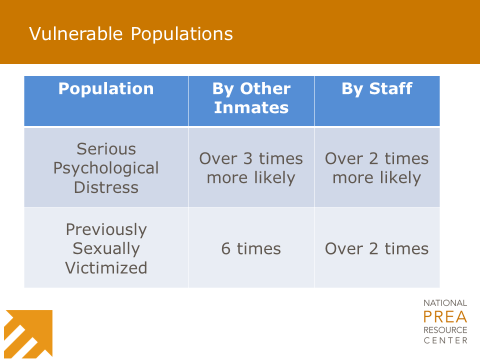 Vulnerable Populations
Population
By Other
Inmates
By Staff
Serious
Psychological
Distress
Over 3 times
more likely
Over 2 times
more likely
Previously
Sexually
Victimized
6 times
Over 2 times
NATIONAL
PREA
RESOURCE
CENTER